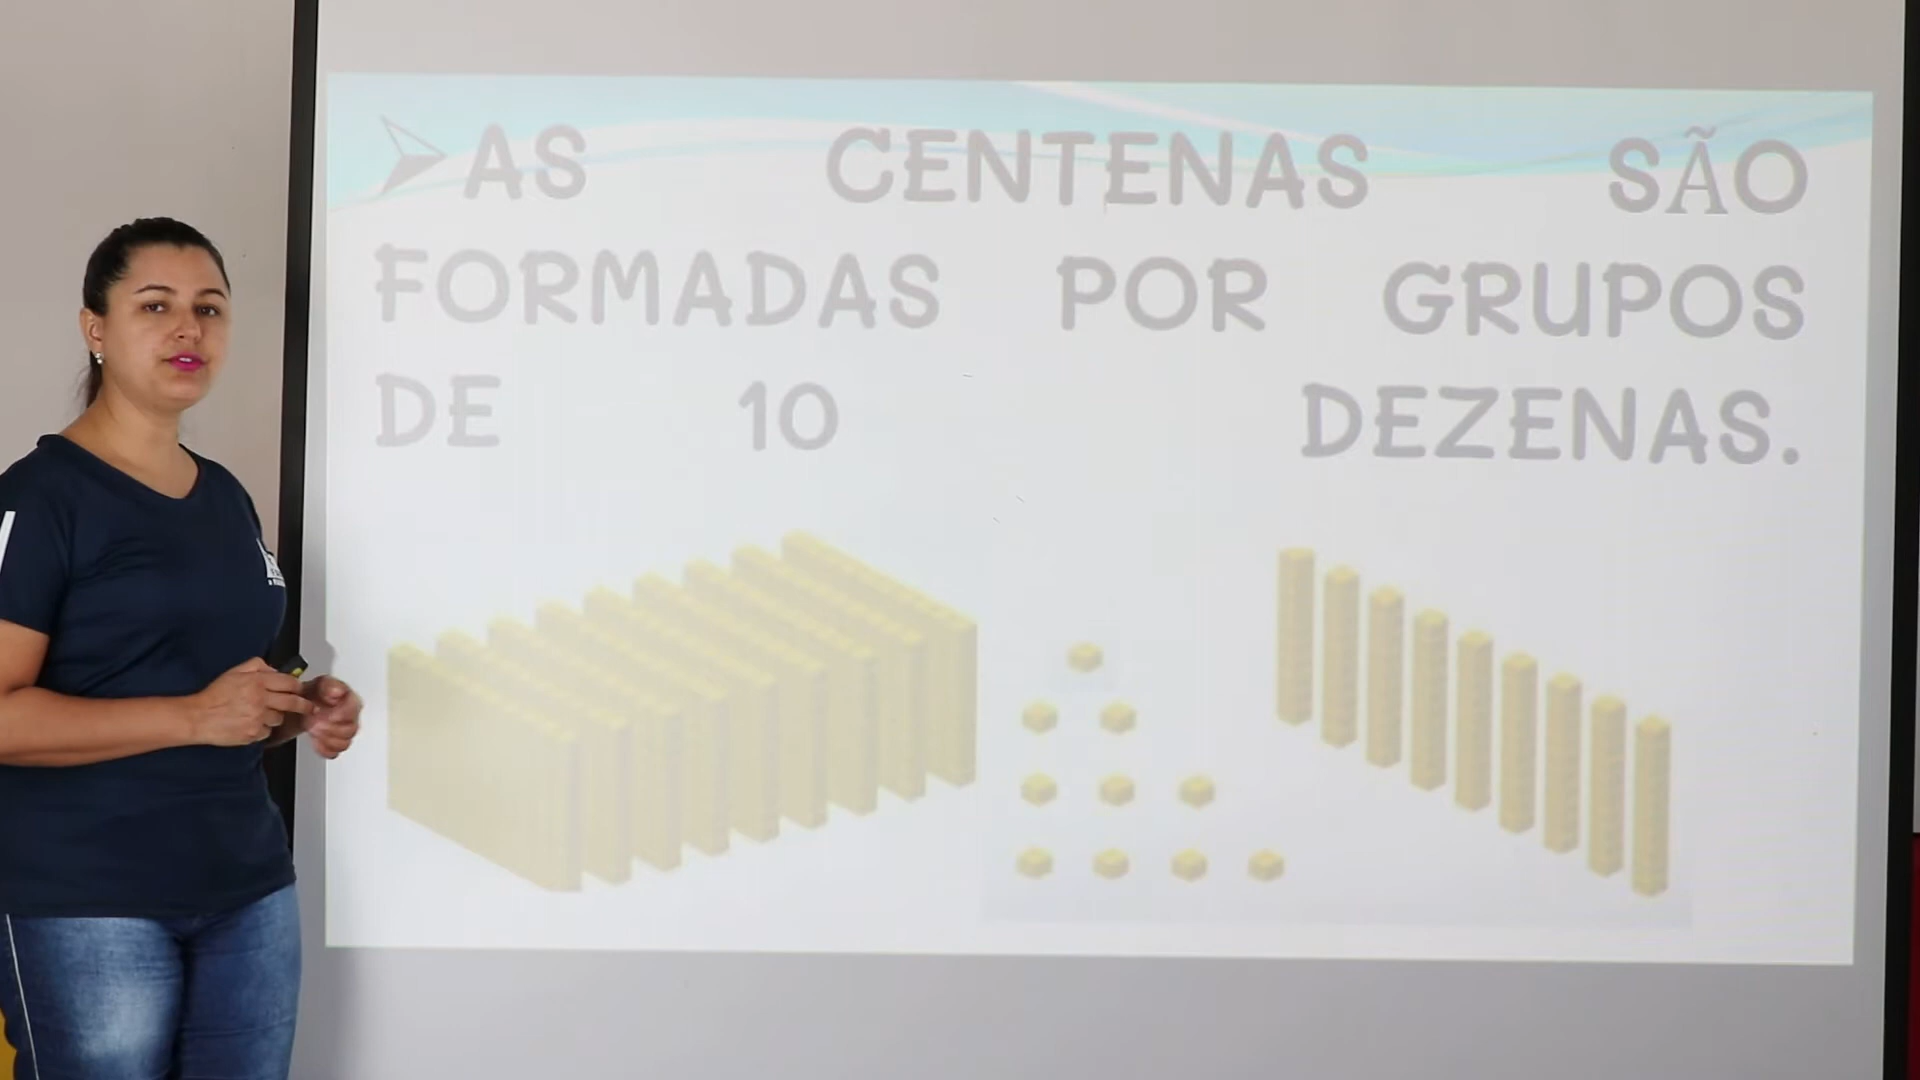 AS CENTENAS SÃO
FORMADAS POR GRUPOS
DE 10 DEZENAS.